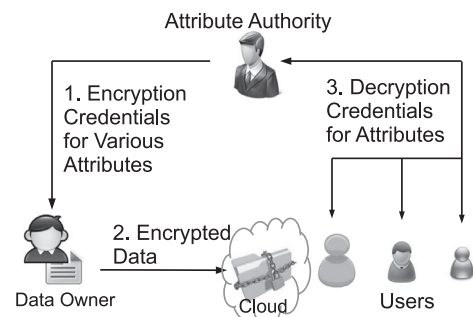 Attribute Authority
1. Encryption
Credentials
for Various
Attributes
3. Decryption
Credentials
for Attributes
2. Encrypted
Data
Data Owner
Cloud
Users